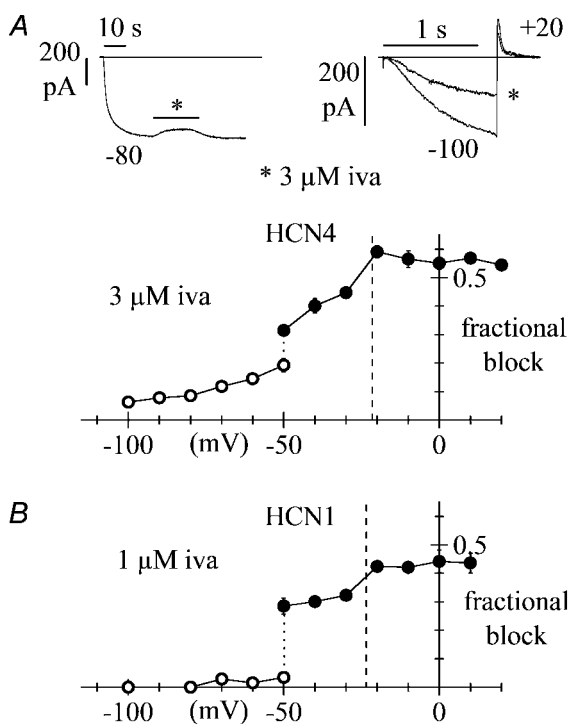 A
10 s
200
pA
*
-80
1 s
+20
200
pA
*
-100
* 3 µM iva
HCN4
3 µM iva
0.5
fractional
block
-100
(mV)
-50
0
B
HCN1
1 µM iva
0.5
fractional
block
-100
(mV)
-50
0